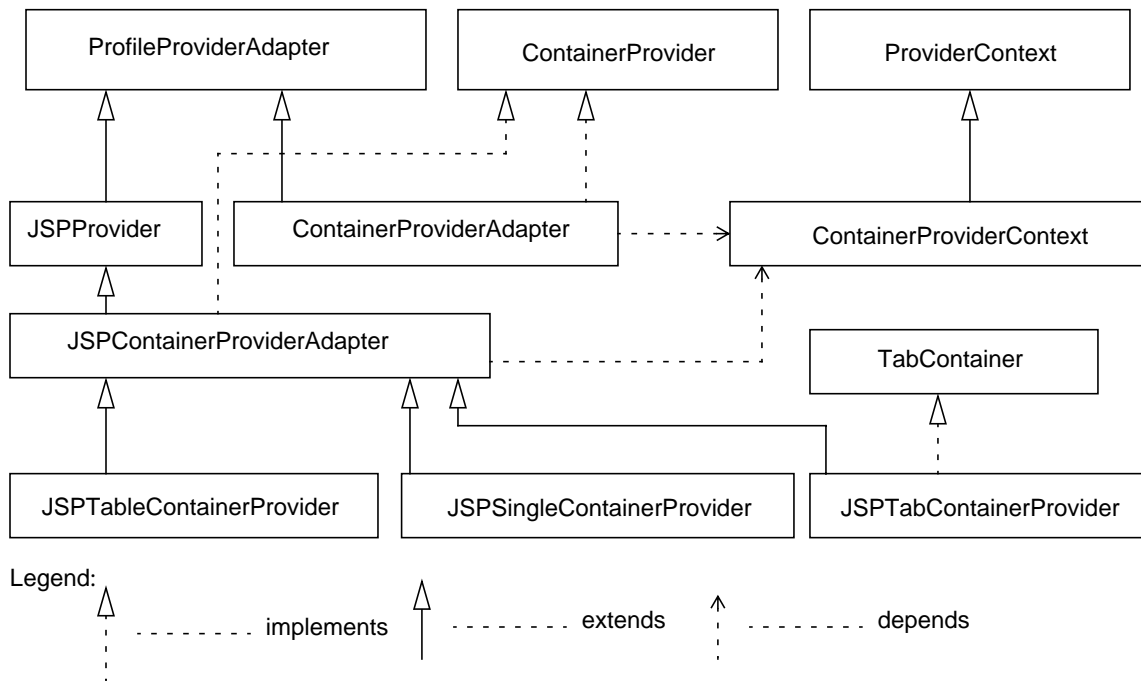 ProfileProviderAdapter
ContainerProvider
ProviderContext
JSPProvider
ContainerProviderAdapter
ContainerProviderContext
JSPContainerProviderAdapter
TabContainer
JSPTableContainerProvider
JSPSingleContainerProvider
JSPTabContainerProvider
Legend:
implements
extends
depends